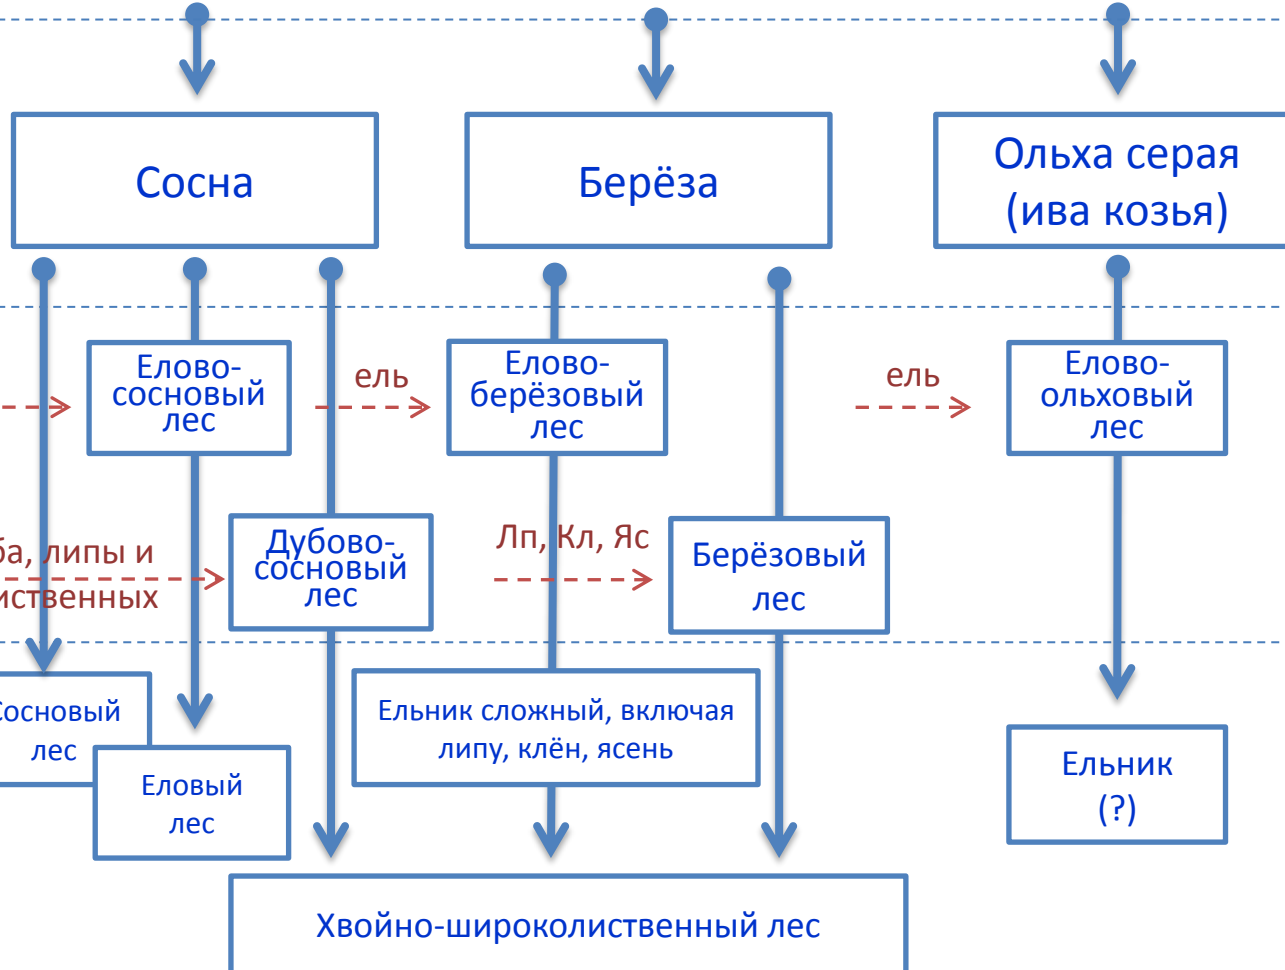 Сосна
Берёза
Ольха серая
(ива козья)
Елово-
сосновый
лес
ель
Елово-
берёзовый
лес
ель
Елово-
ольховый
лес
липы и
Дубово-
сосновый
лес
Лп, Кл, Яс
Берёзовый
лес
Сосновый
лес
Еловый
лес
Ельник сложный, включая
липу, клён, ясень
Ельник
(?)
Хвойно-широколиственный лес